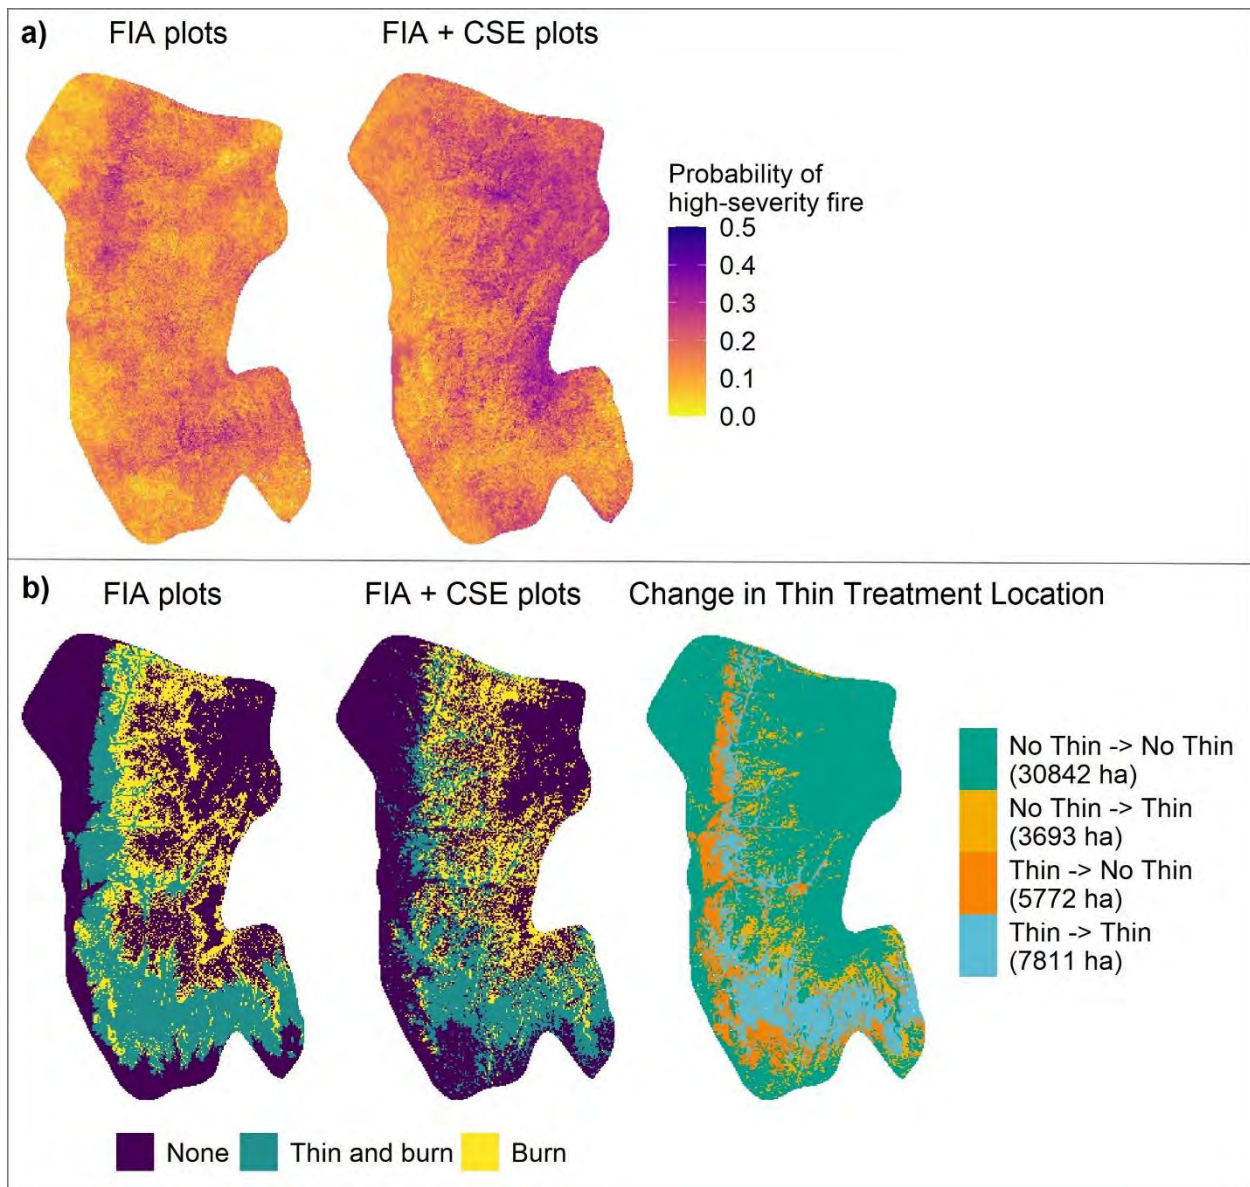 a)
FIA plots
FIA + CSE plots
Probability of
high-severity fire
0.5
0.4
0.3
0.2
0.1
0.0
b)
FIA plots
FIA + CSE plots
Change in Thin Treatment Location
No Thin -> No Thin
(30842 ha)
No Thin -> Thin
(3693 ha)
Thin -> No Thin
(5772 ha)
Thin -> Thin
(7811 ha)
None
Thin and burn
Burn